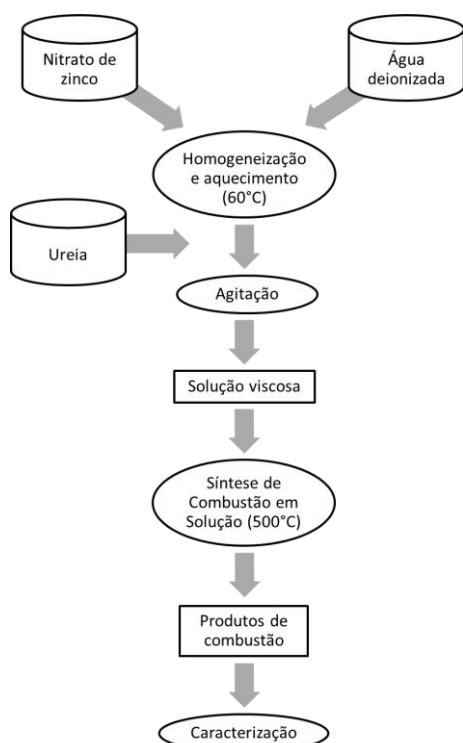 Nitrato de
zinco
Água
deionizada
Homogeneização
e aquecimento
(60°C)
Ureia
Agitação
Solução viscosa
Síntese de
Combustão em
Solução (500°C)
Produtos de
combustão
Caracterização